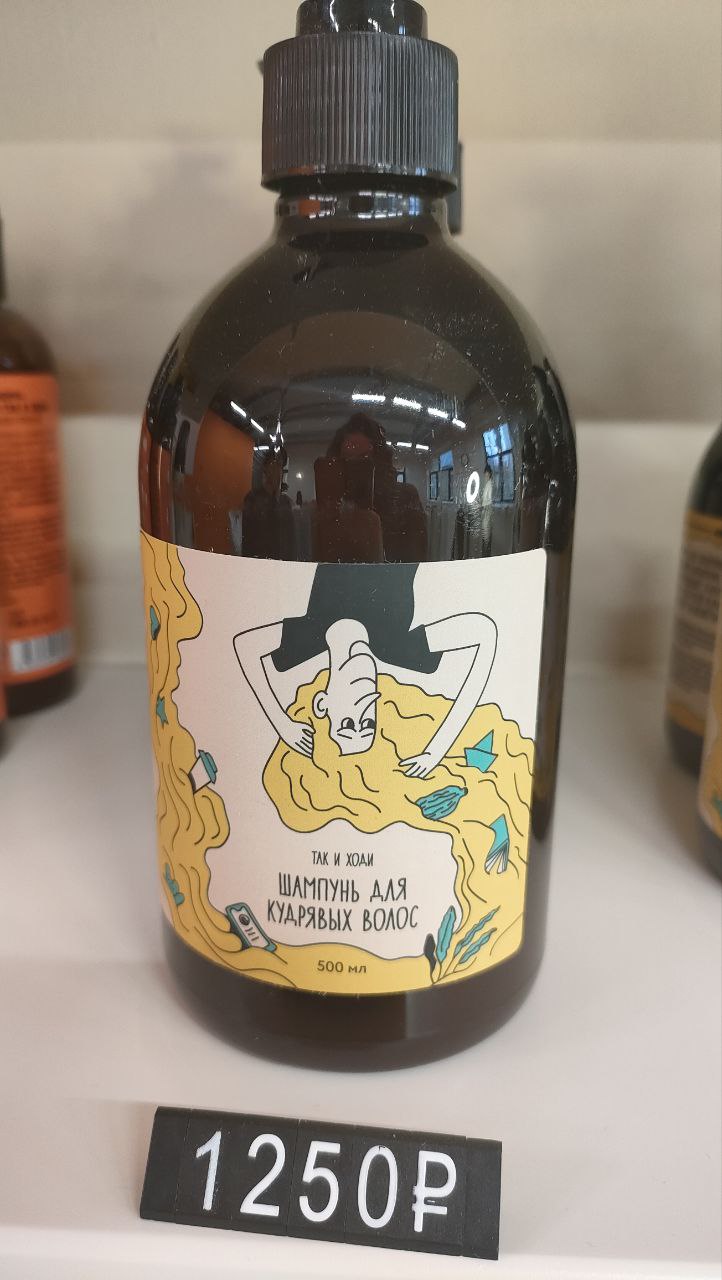 ТАК И ХОДИ
ШАМПУНЬ ДЛЯ
КУДРЯВЫХ ВОЛОС
500 мл
1250₽